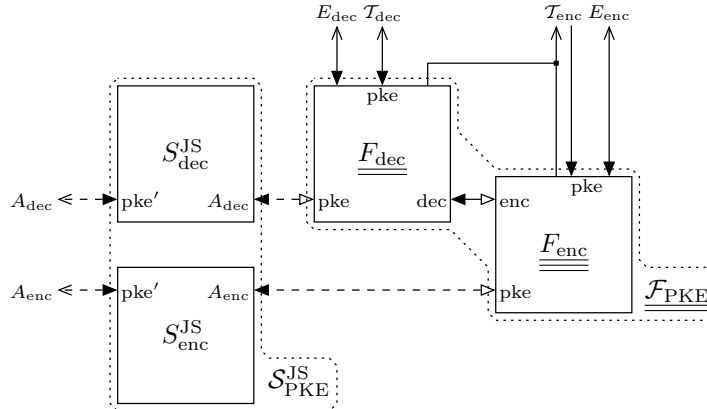 E_dec T_dec T_enc E_enc
pke
pke
S^JS_dec
F_dec
A_dec pke′ A_dec pke dec enc
F_enc
A_enc pke′ A_enc pke
F_PKE
S^JS_enc
S^JS_PKE